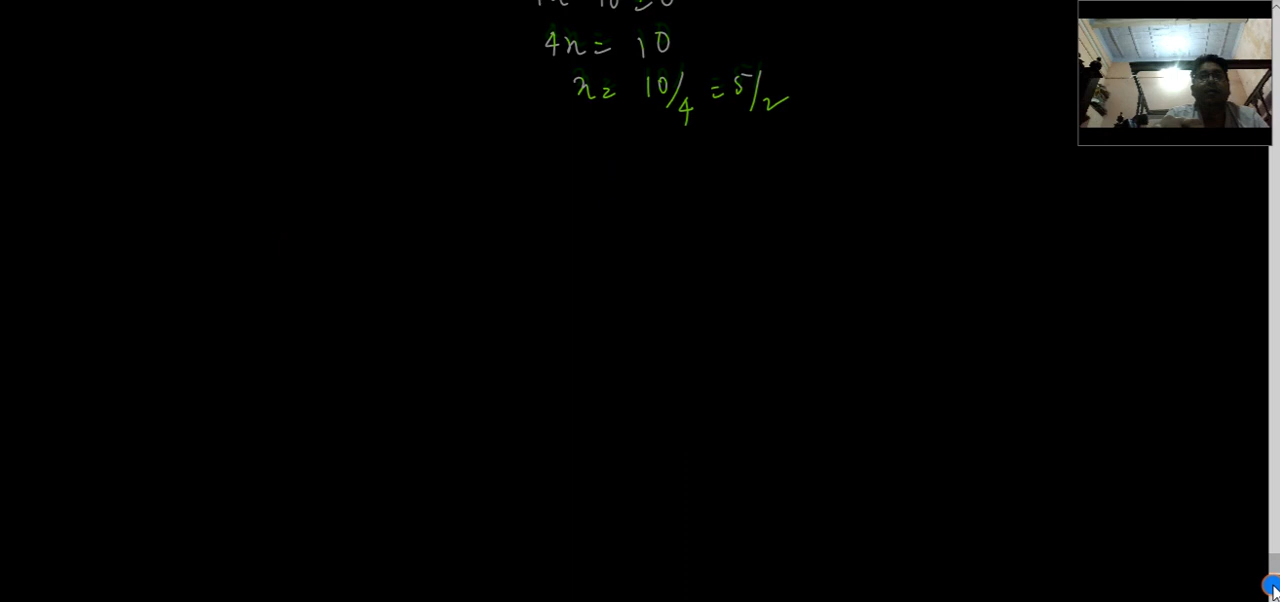 4x = 10
x = 10/4 = 5/2